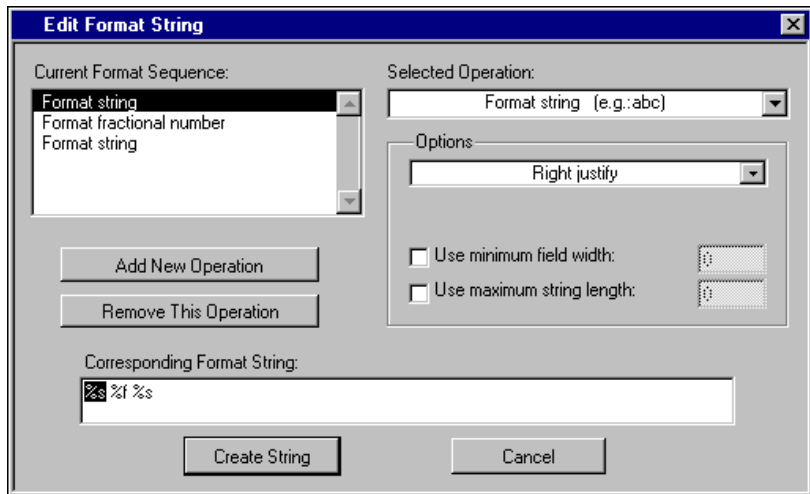 Edit Format String
Current Format Sequence:
Format string
Format fractional number
Format string
Add New Operation
Remove This Operation
Selected Operation:
Format string (e.g.:abc)
Options
Right justify
Use minimum field width: 0
Use maximum string length: 0
Corresponding Format String:
%s %f %s
Create String Cancel